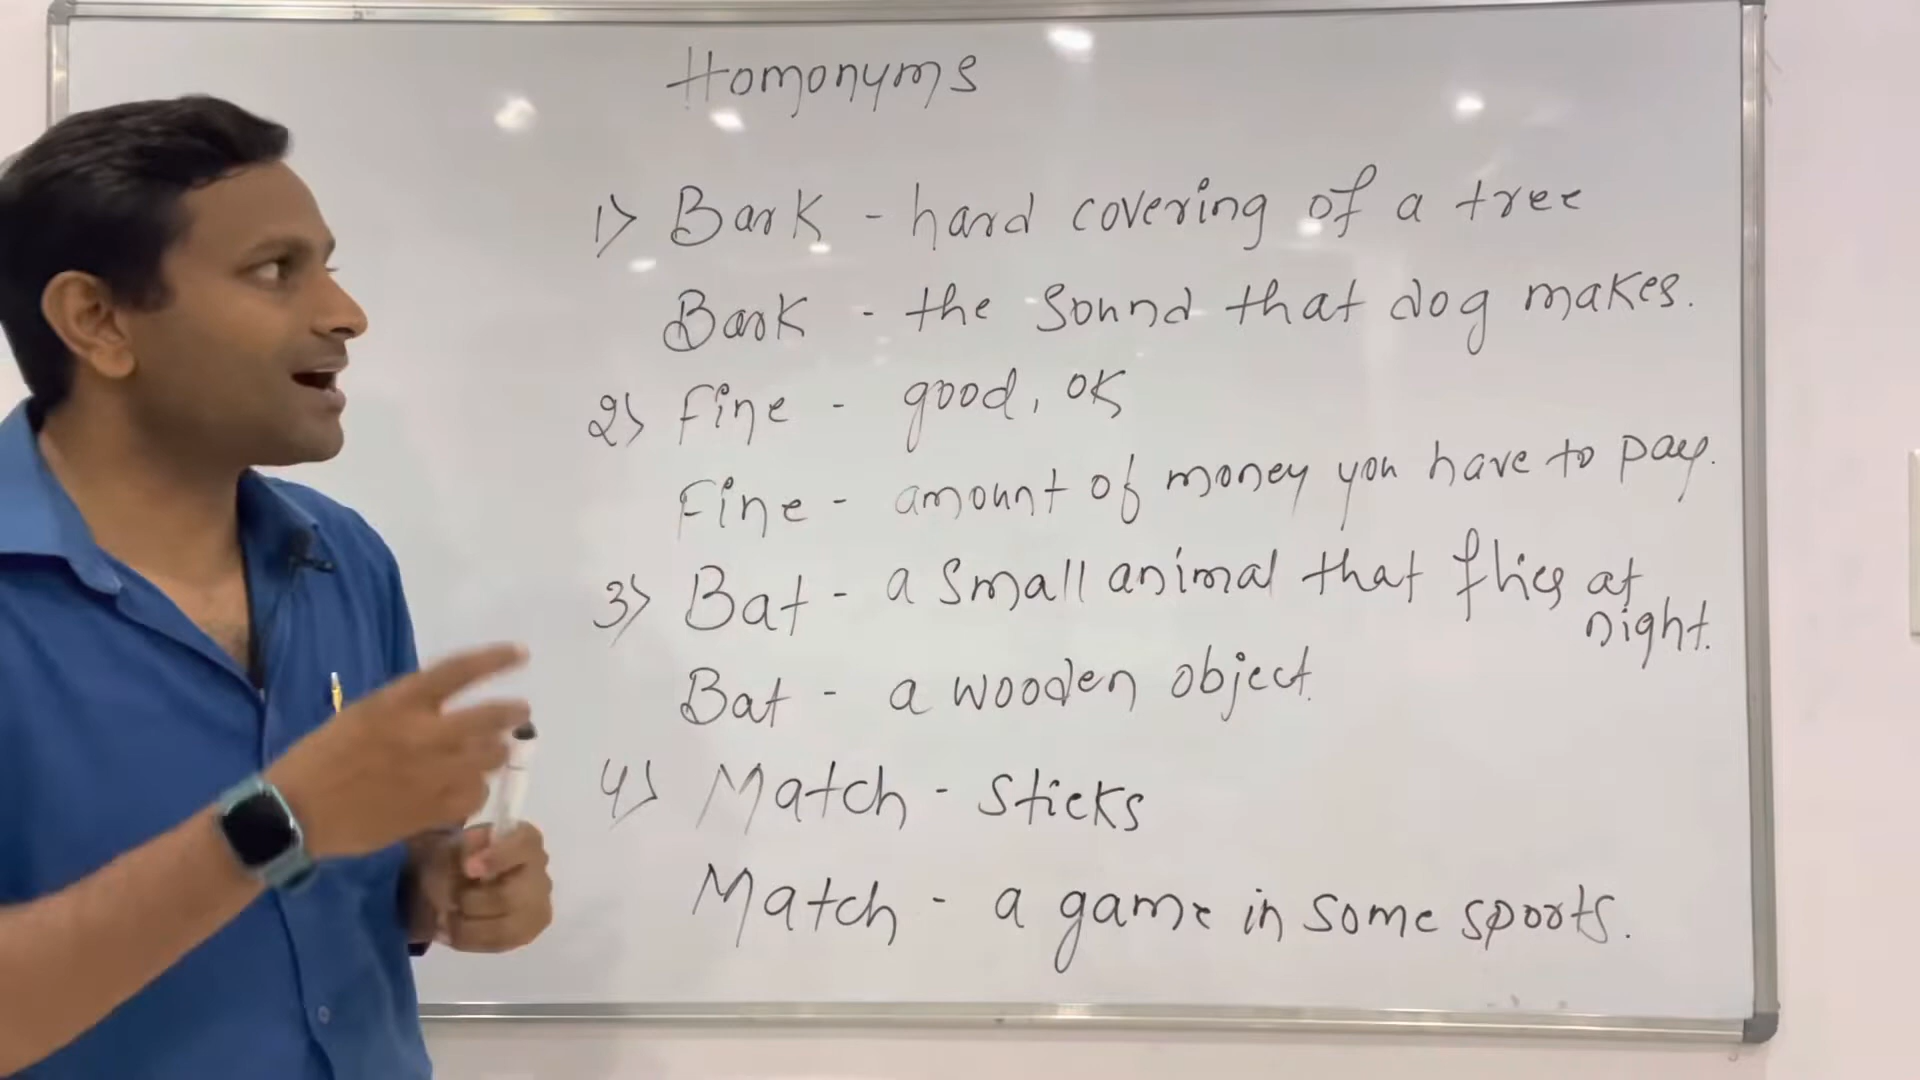 Homonyms
1) Bark - hard covering of a tree
Bark - the sound that dog makes.
2) Fine - good, ok
Fine - amount of money you have to pay.
3) Bat - a small animal that flies at
night.
Bat - a wooden object.
4) Match - sticks
Match - a game in some sports.